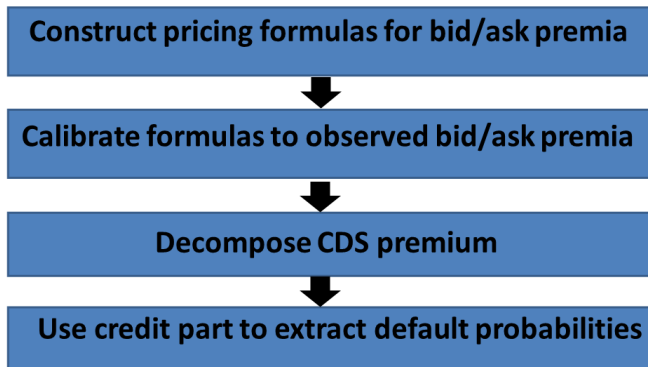 Construct pricing formulas for bid/ask premia
Calibrate formulas to observed bid/ask premia
Decompose CDS premium
Use credit part to extract default probabilities